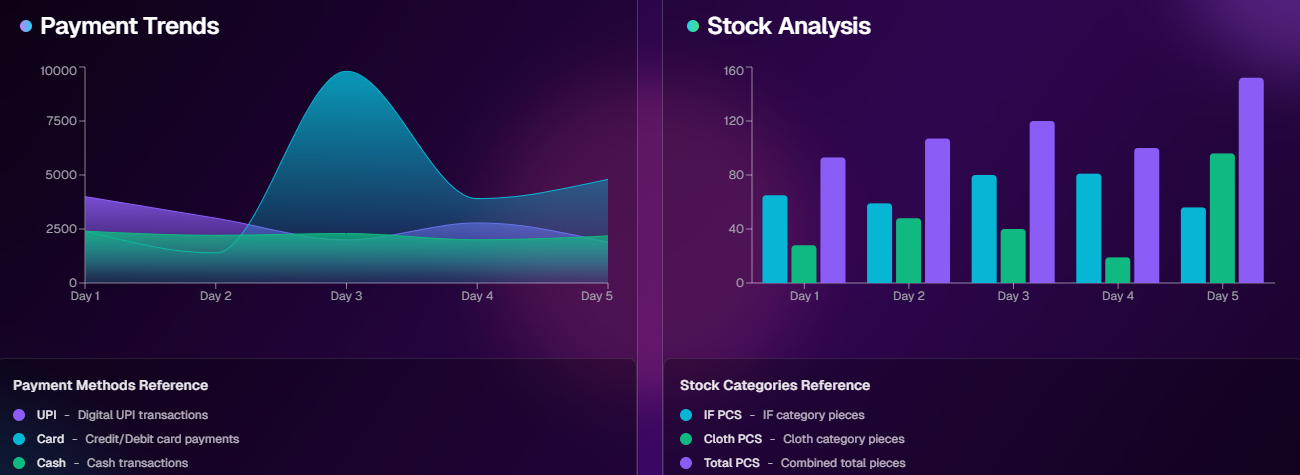 Payment Trends
10000
7500
5000
2500
0
Day 1 Day 2 Day 3 Day 4 Day 5
Payment Methods Reference
UPI - Digital UPI transactions
Card - Credit/Debit card payments
Cash - Cash transactions
Stock Analysis
160
120
80
40
0
Day 1 Day 2 Day 3 Day 4 Day 5
Stock Categories Reference
IF PCS - IF category pieces
Cloth PCS - Cloth category pieces
Total PCS - Combined total pieces